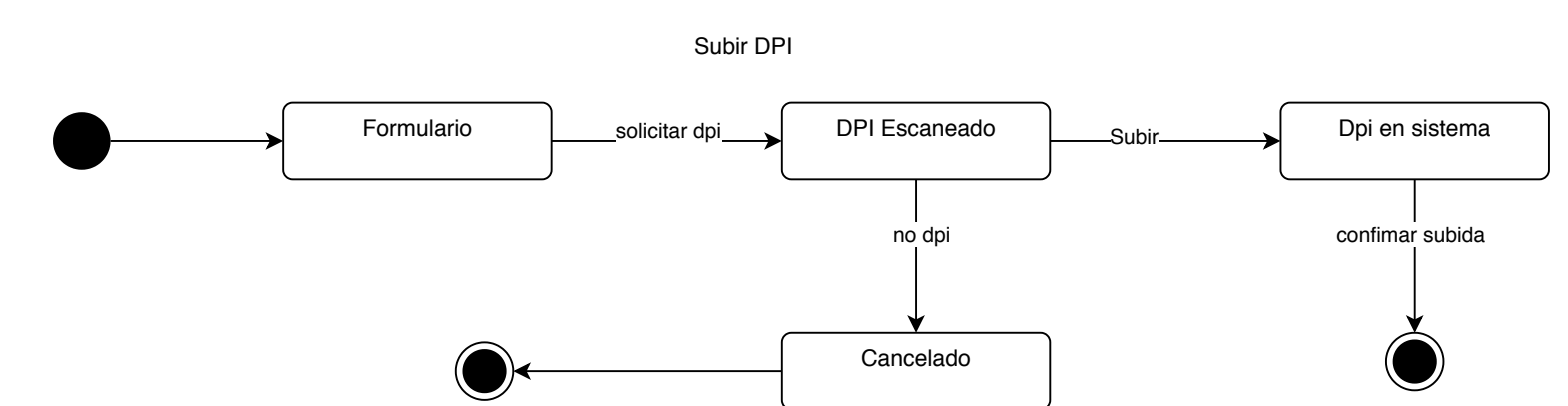 Subir DPI
Formulario
solicitar dpi
DPI Escaneado
Subir
Dpi en sistema
no dpi
confimar subida
Cancelado